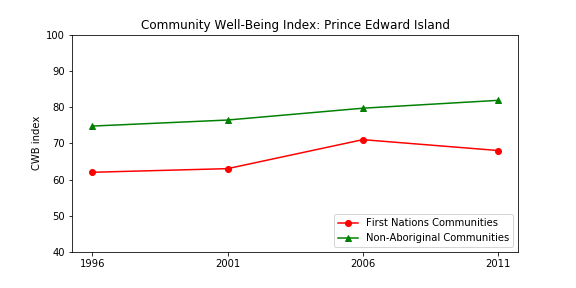 Community Well-Being Index: Prince Edward Island
100
90
80
70
60
50
40
CWB index
1996
2001
2006
2011
First Nations Communities
Non-Aboriginal Communities